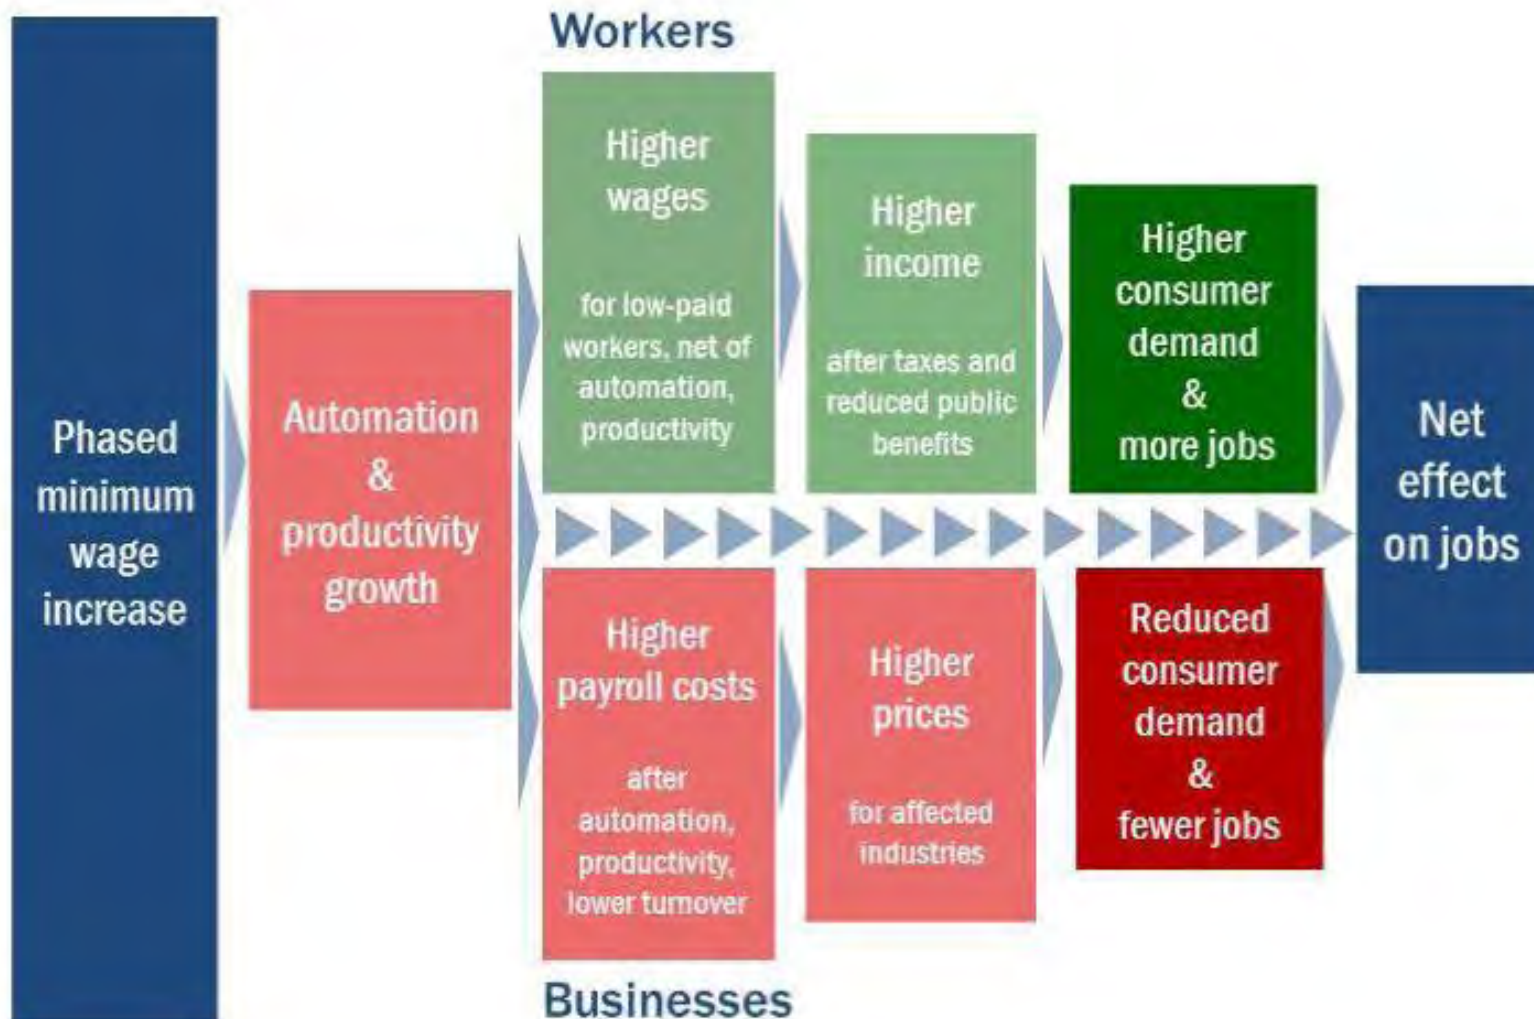 Workers
Phased
minimum
wage
increase
Automation
&
productivity
growth
Higher
wages
for low-paid
workers, net of
automation,
productivity
Higher
income
after taxes and
reduced public
benefits
Higher
consumer
demand
&
more jobs
Higher
payroll costs
after
automation,
productivity,
lower turnover
Higher
prices
for affected
industries
Reduced
consumer
demand
&
fewer jobs
Net
effect
on jobs
Businesses